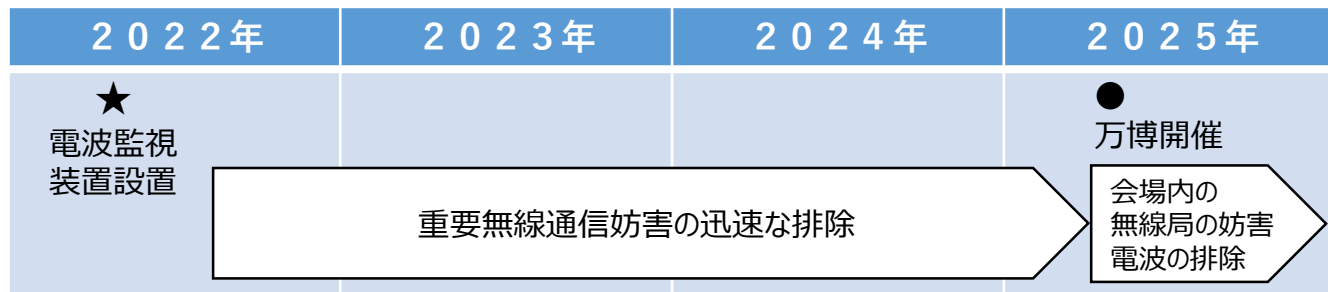 ２０２２年
２０２３年
２０２４年
２０２５年
★
電波監視
装置設置
●
万博開催
重要無線通信妨害の迅速な排除
会場内の
無線局の妨害
電波の排除